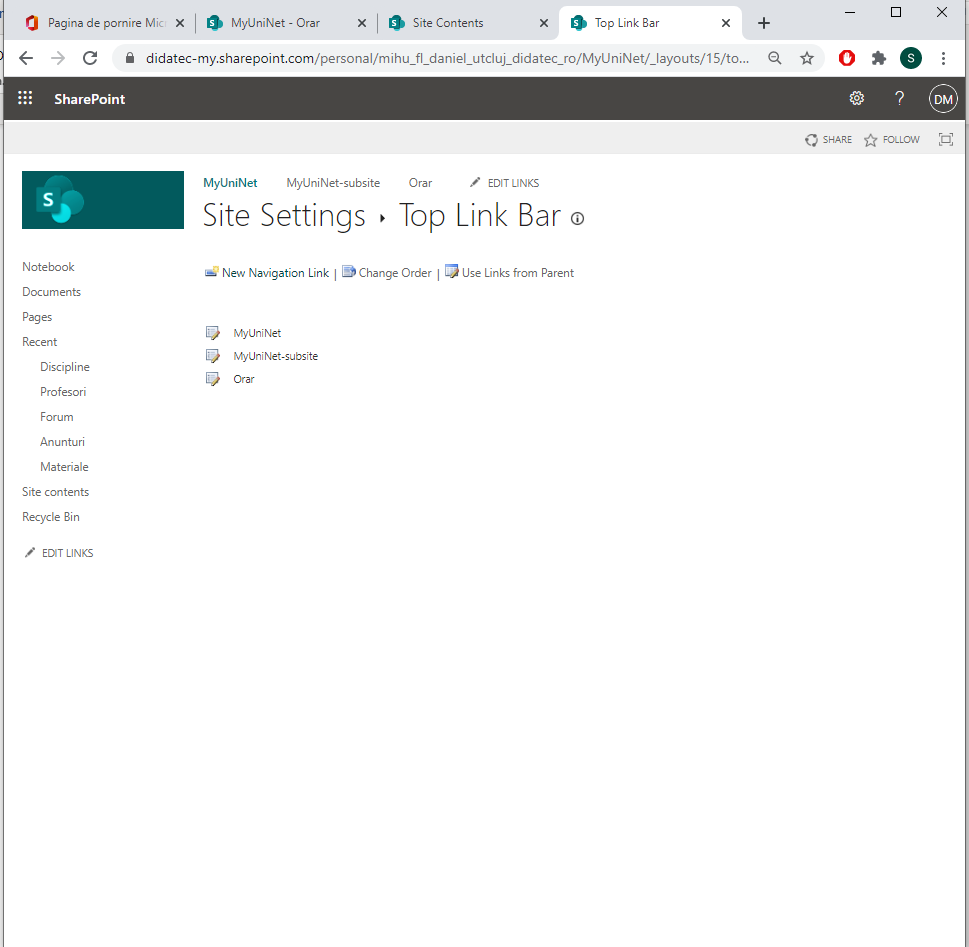 Pagina de pornire Mic
MyUniNet - Orar
Site Contents
Top Link Bar
didatec-my.sharepoint.com/personal/mihu_fl_daniel_utcluj_didatec_ro/MyUniNet/_layouts/15/to...
S
SharePoint
?
DM
SHARE
FOLLOW
S
MyUniNet
MyUniNet-subsite
Orar
EDIT LINKS
Site Settings
Top Link Bar
New Navigation Link | Change Order | Use Links from Parent
MyUniNet
MyUniNet-subsite
Orar
Notebook
Documents
Pages
Recent
Discipline
Profesori
Forum
Anunturi
Materiale
Site contents
Recycle Bin
EDIT LINKS